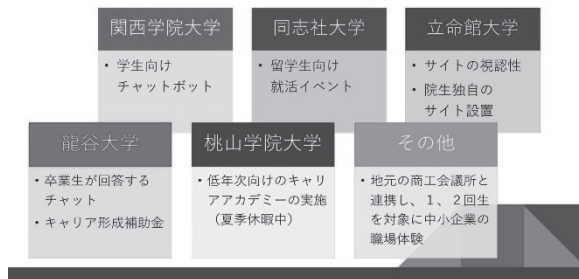 関西学院大学
・学生向け
チャットボット
同志社大学
・留学生向け
就活イベント
立命館大学
・サイトの視認性
・院生独自の
サイト設置
龍谷大学
・卒業生が回答する
チャット
・キャリア形成補助金
桃山学院大学
・低年次向けのキャリ
アアカデミーの実施
（夏季休暇中）
その他
・地元の商工会議所と
連携し、1、2回生
を対象に中小企業の
職場体験